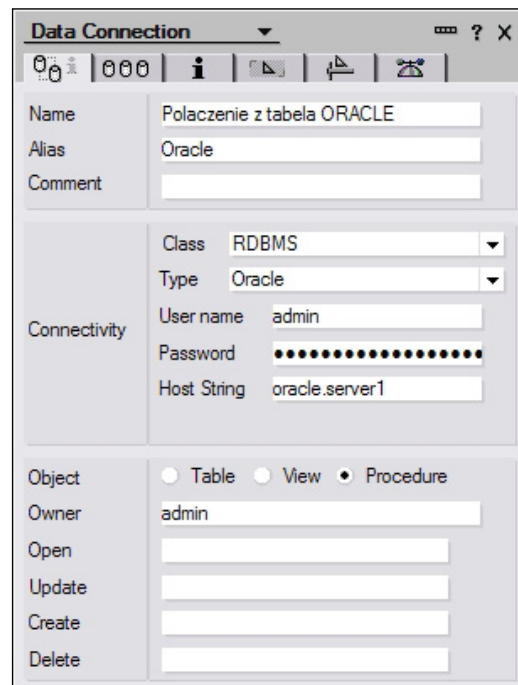 Data Connection ? X
Name Polaczenie z tabela ORACLE
Alias Oracle
Comment
Class RDBMS
Type Oracle
Connectivity
User name admin
Password ••••••••••••••••••
Host String oracle.server1
Object Table View Procedure
Owner admin
Open
Update
Create
Delete